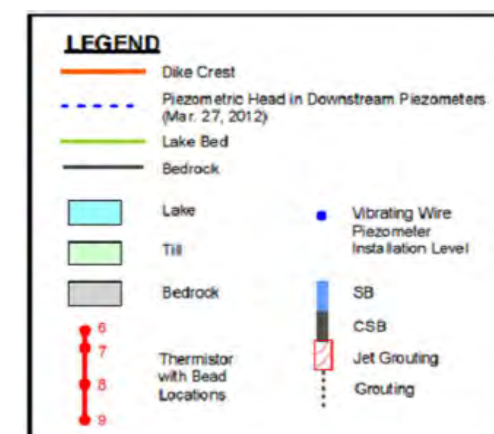 LEGEND
Dike Crest
Piezometric Head in Downstream Piezometers
(Mar. 27, 2012)
Lake Bed
Bedrock
Lake
Till
Bedrock
6
7
8
9
Thermistor
with Bead
Locations
Vibrating Wire
Piezometer
Installation Level
SB
CSB
Jet Grouting
Grouting